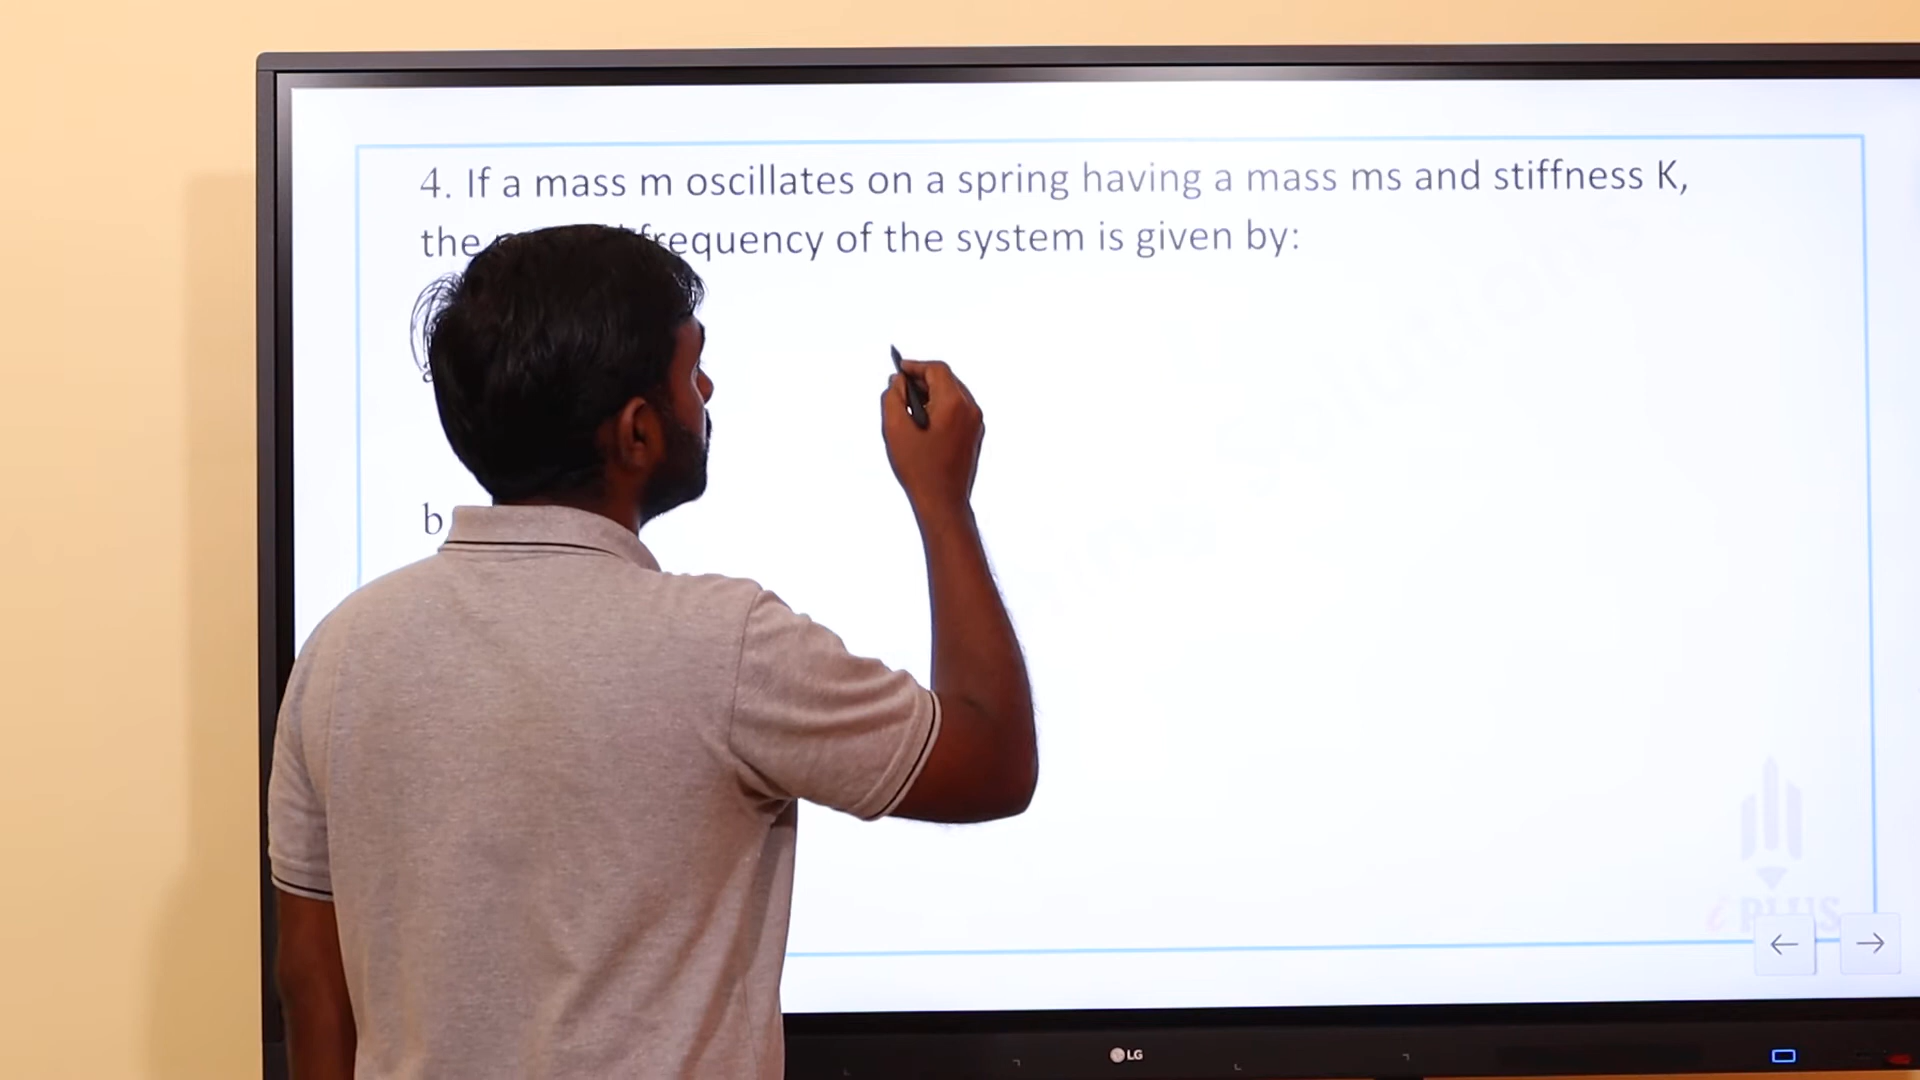 4. If a mass m oscillates on a spring having a mass ms and stiffness K,
the frequency of the system is given by:
b
i PLUS
LG